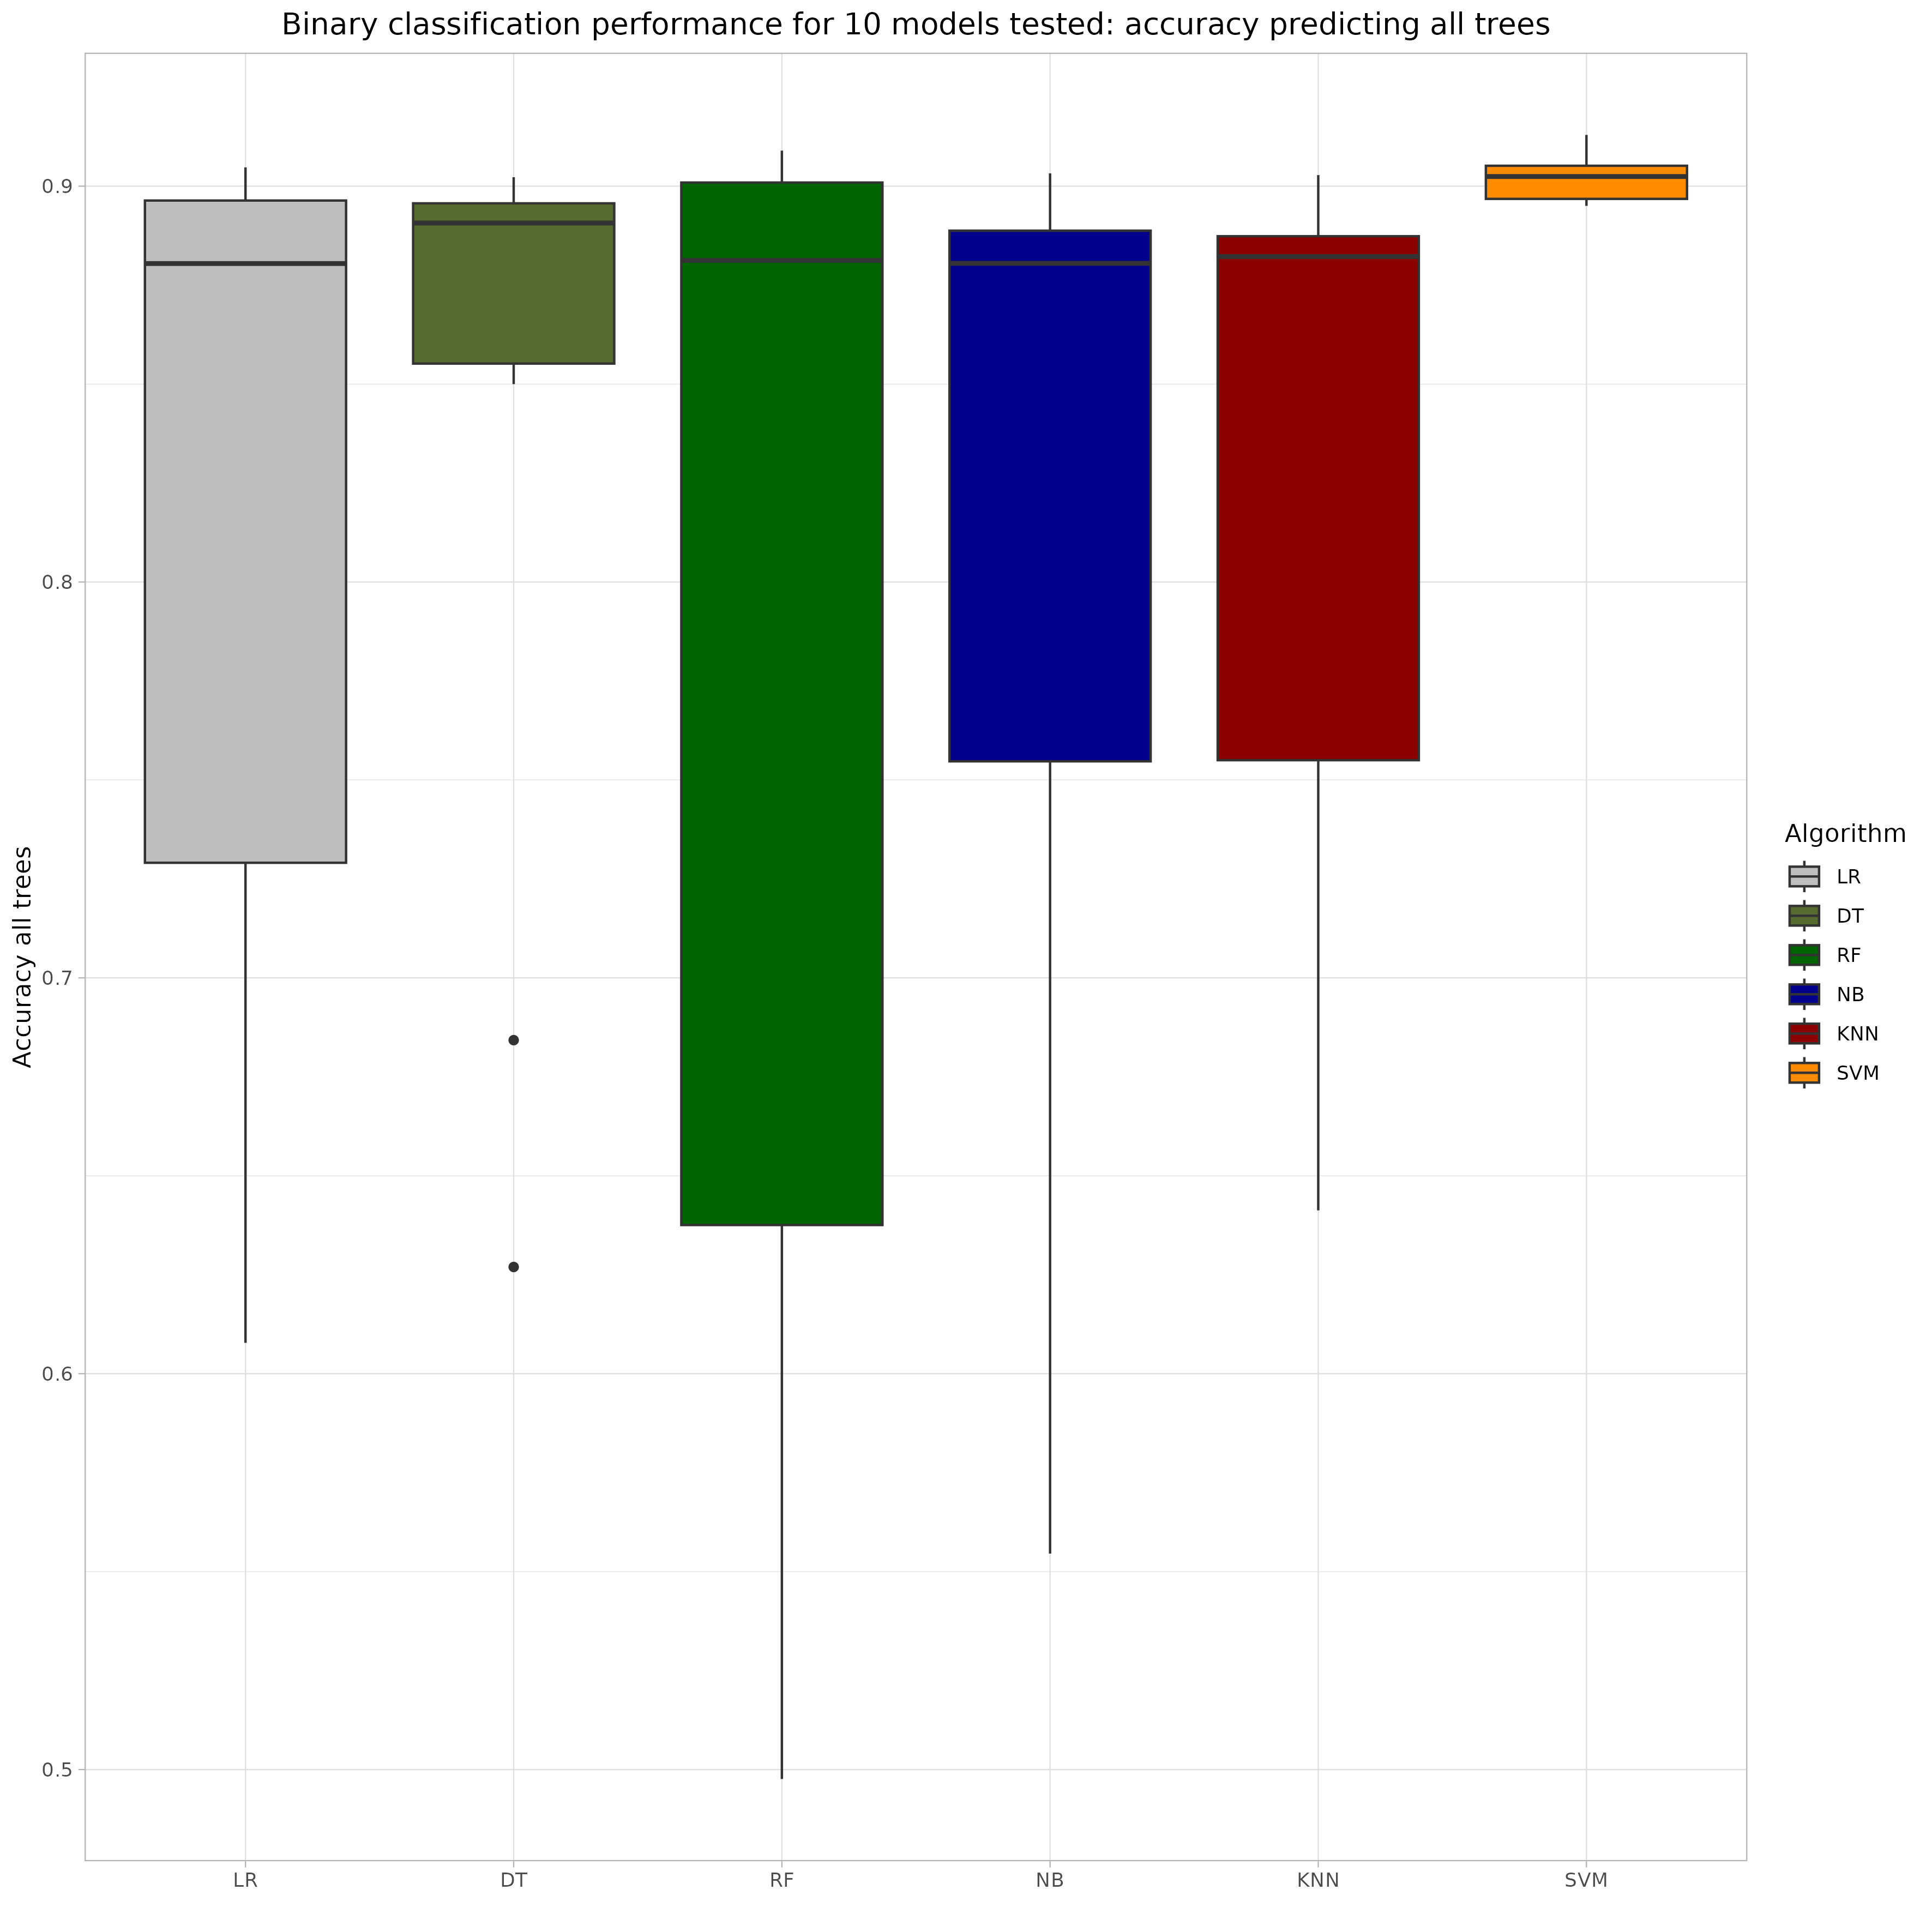 Binary classification performance for 10 models tested: accuracy predicting all trees
Accuracy all trees
0.9
0.8
0.7
0.6
0.5
LR
DT
RF
NB
KNN
SVM
Algorithm
LR
DT
RF
NB
KNN
SVM